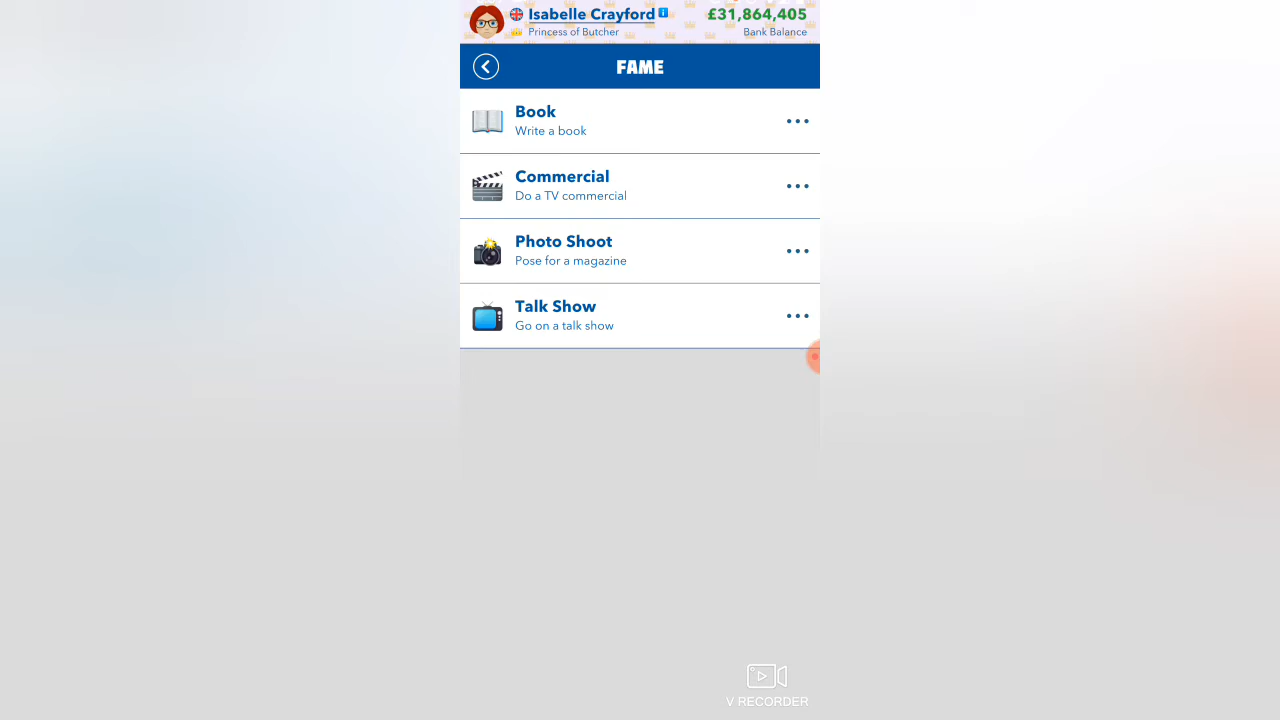 Isabelle Crayford
£31,864,405
Princess of Butcher
Bank Balance
FAME
Book
Write a book
Commercial
Do a TV commercial
Photo Shoot
Pose for a magazine
Talk Show
Go on a talk show
V RECORDER